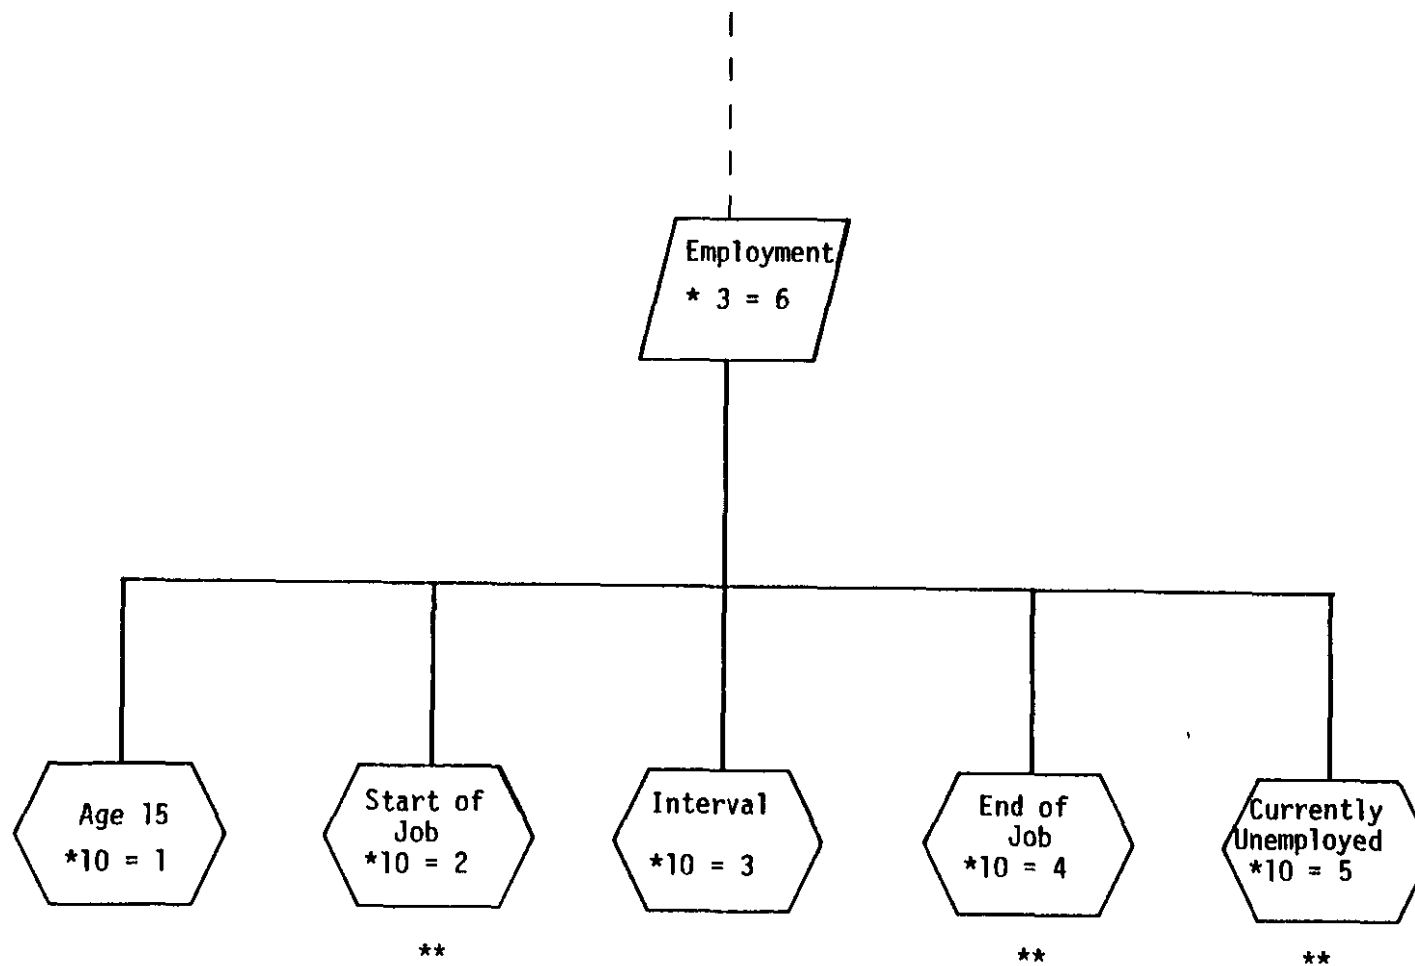 Employment
* 3 = 6
Age 15
*10 = 1
Start of
Job
*10 = 2
**
Interval
*10 = 3
End of
Job
*10 = 4
**
Currently
Unemployed
*10 = 5
**